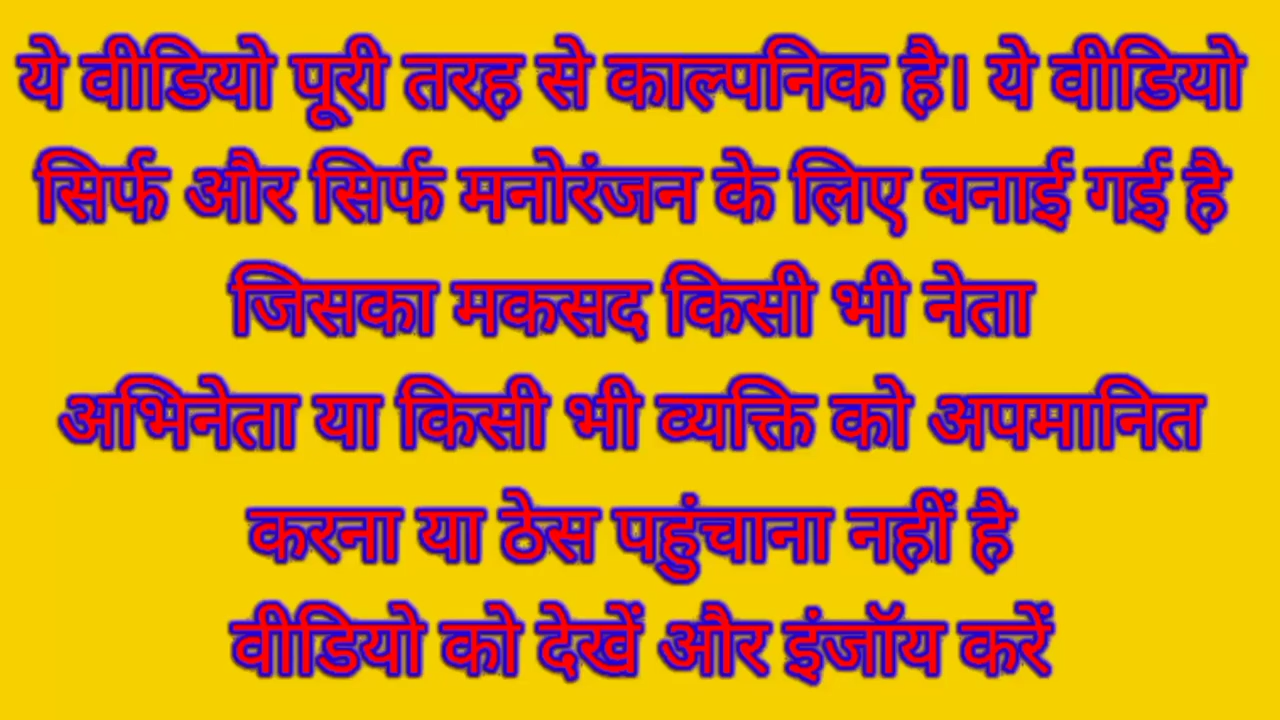 ये वीडियो पूरी तरह से काल्पनिक है। ये वीडियो
सिर्फ और सिर्फ मनोरंजन के लिए बनाई गई है
जिसका मकसद किसी भी नेता
अभिनेता या किसी भी व्यक्ति को अपमानित
करना या ठेस पहुंचाना नहीं है
वीडियो को देखें और इंजॉय करें